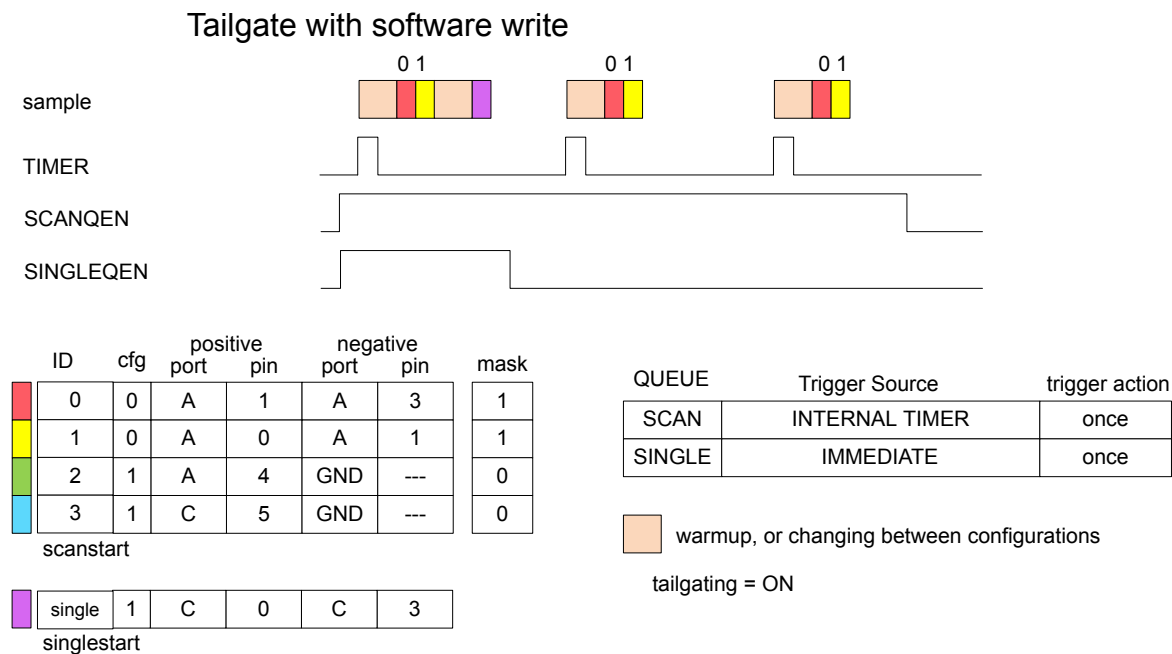 Tailgate with software write
0 1 0 1 0 1
sample
TIMER
SCANQEN
SINGLEQEN
positive negative
ID cfg port pin port pin mask
0 0 A 1 A 3 1
1 0 A 0 A 1 1
2 1 A 4 GND --- 0
3 1 C 5 GND --- 0
scanstart
single 1 C 0 C 3
singlestart
QUEUE Trigger Source trigger action
SCAN INTERNAL TIMER once
SINGLE IMMEDIATE once
warmup, or changing between configurations
tailgating = ON